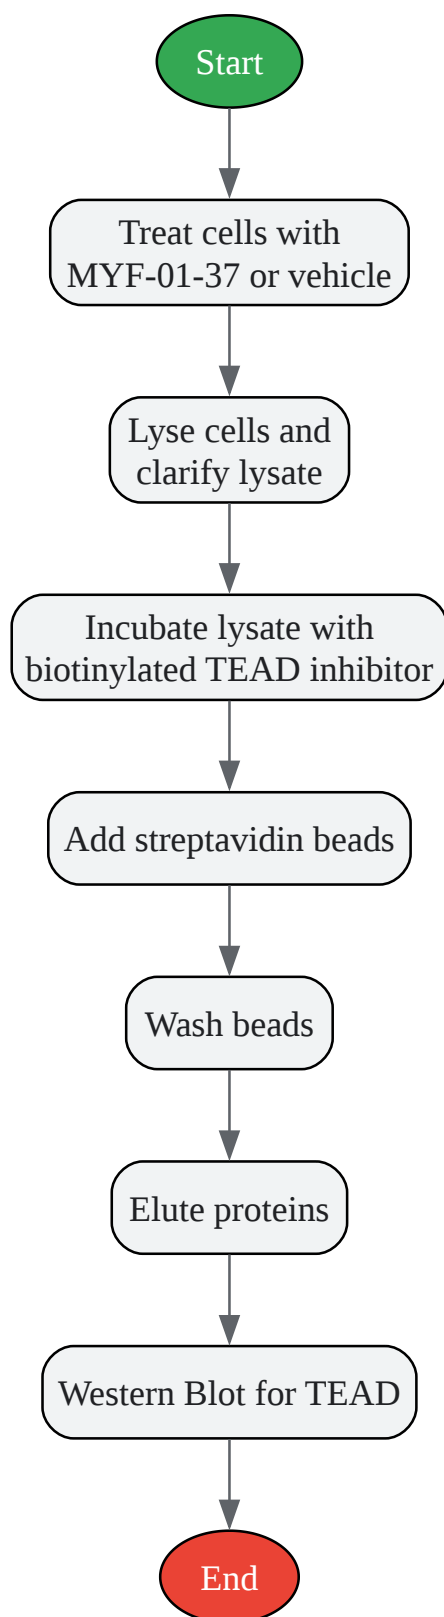 Start
Treat cells with
MYF-01-37 or vehicle
Lyse cells and
clarify lysate
Incubate lysate with
biotinylated TEAD inhibitor
Add streptavidin beads
Wash beads
Elute proteins
Western Blot for TEAD
End